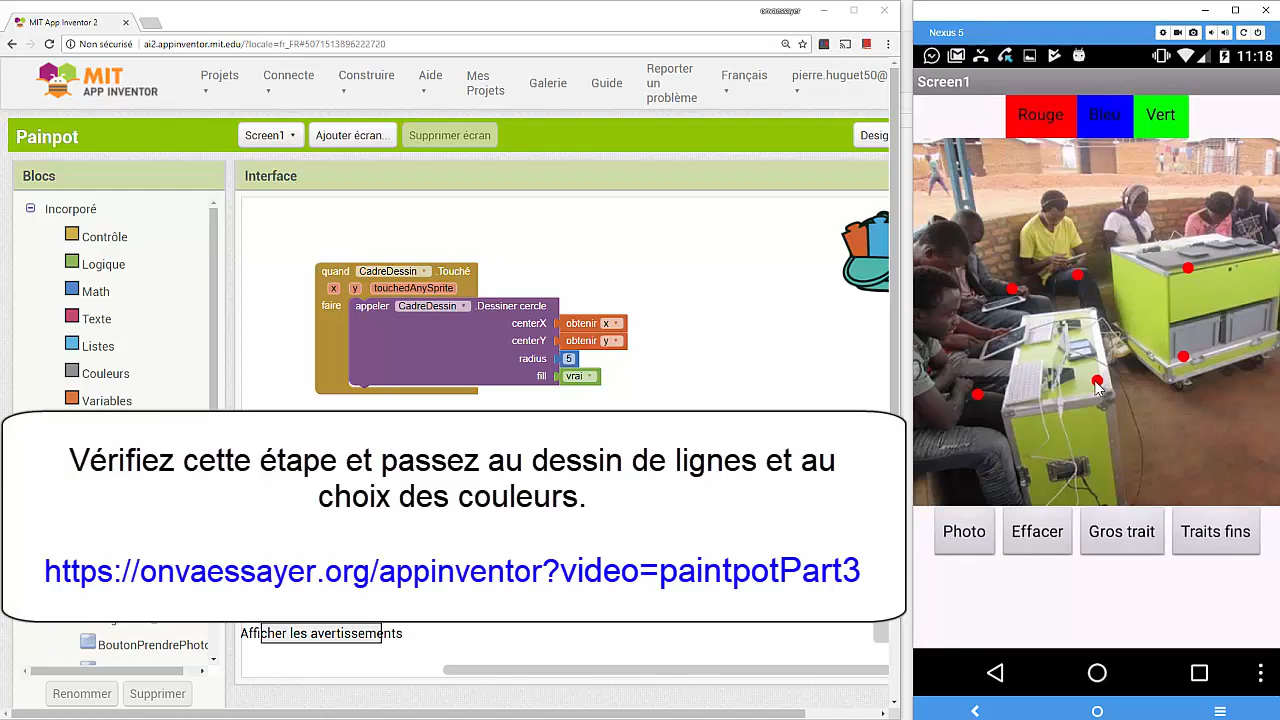 MIT App Inventor 2
onvaessayer
Non sécurisé
ai2.appinventor.mit.edu/?locale=fr_FR#5071513896222720
MIT
APP INVENTOR
Projets
Connecte
Construire
Aide
Mes
Projets
Galerie
Guide
Reporter
un
problème
Français
pierre.huguet50@
Painpot
Screen1
Ajouter écran...
Supprimer écran
Desig
Blocs
Interface
Incorporé
Contrôle
Logique
Math
Texte
Listes
Couleurs
Variables
quand CadreDessin .Touché
x y touchedAnySprite
faire appeler CadreDessin .Dessiner cercle
centerX obtenir x
centerY obtenir y
radius 5
fill vrai
Vérifiez cette étape et passez au dessin de lignes et au
choix des couleurs.
https://onvaessayer.org/appinventor?video=paintpotPart3
Afficher les avertissements
BoutonPrendrePhoto
Renommer
Supprimer
Nexus 5
11:18
Screen1
Rouge
Bleu
Vert
Photo
Effacer
Gros trait
Traits fins